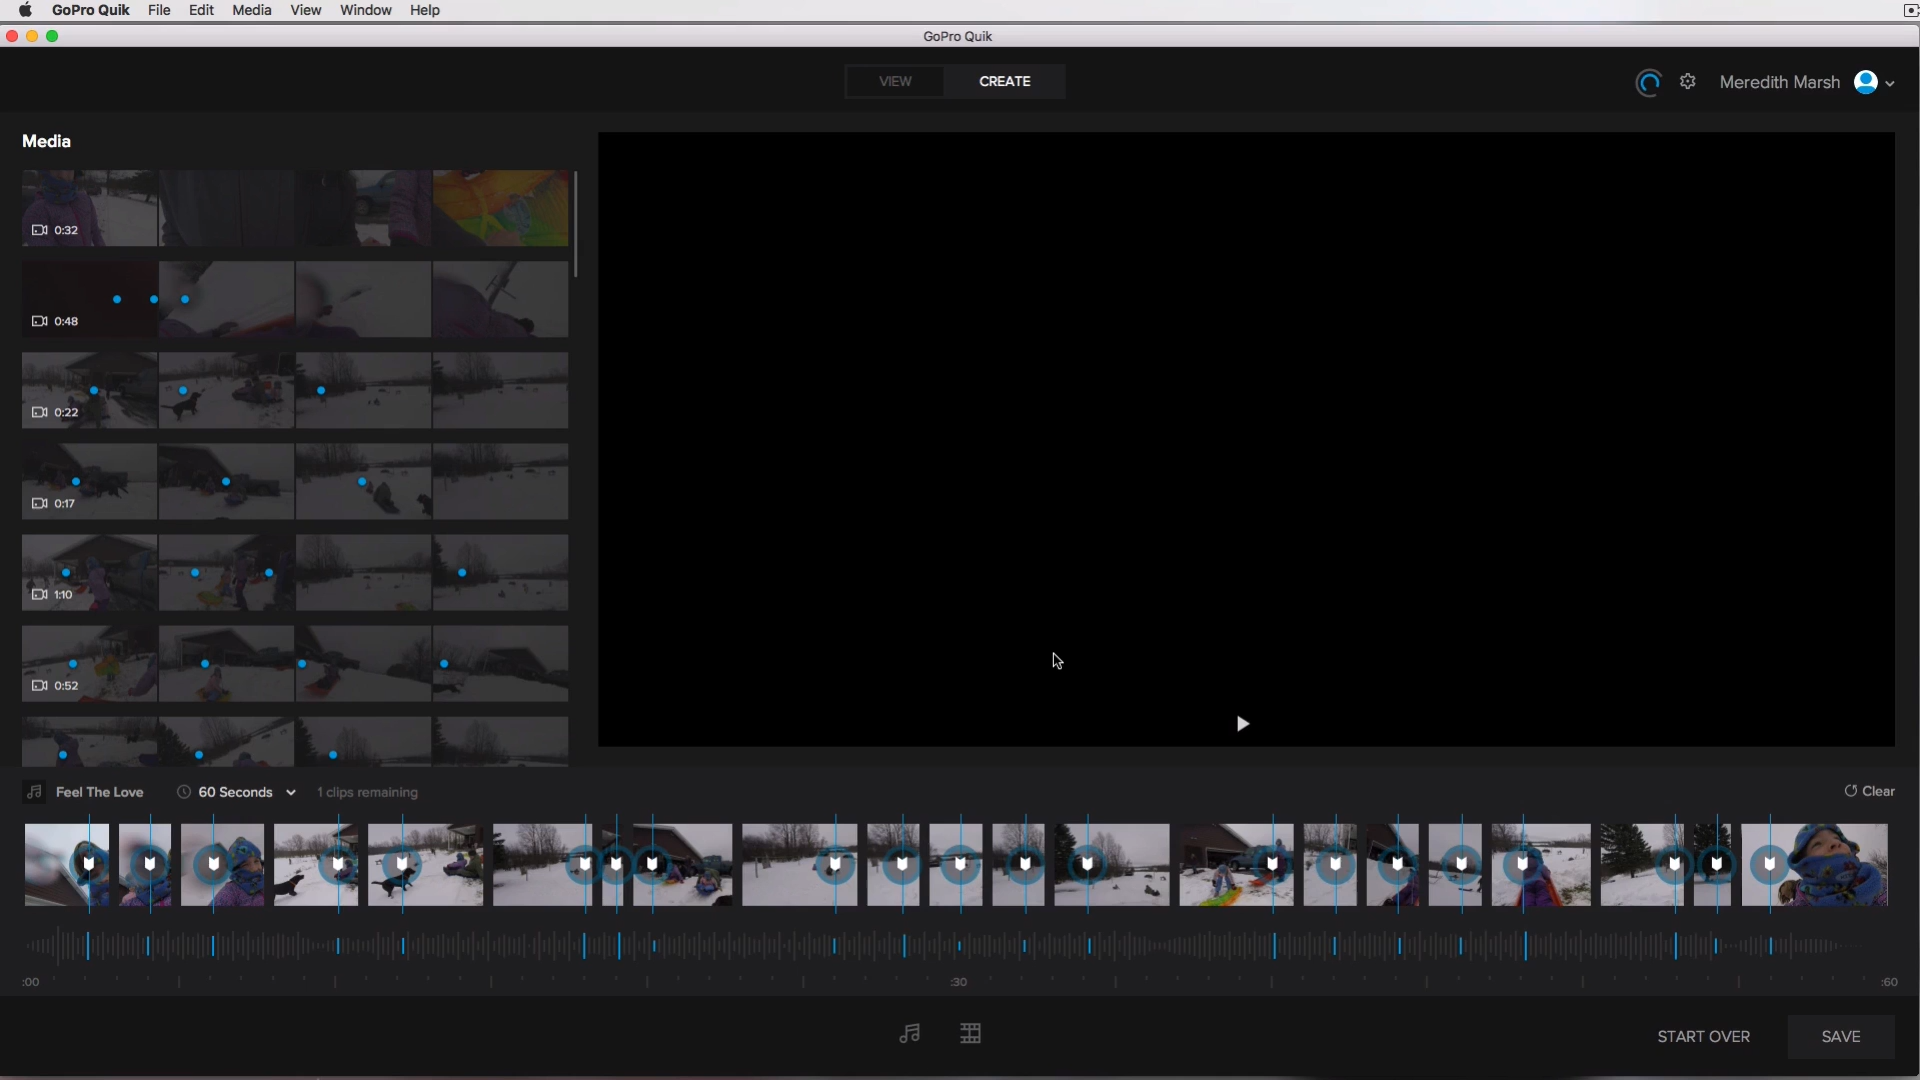 GoPro Quik File Edit Media View Window Help
GoPro Quik
VIEW CREATE
Meredith Marsh
Media
0:32
0:48
0:22
0:17
1:10
0:52
Feel The Love 60 Seconds 1 clips remaining Clear
:00 :30 :60
START OVER SAVE